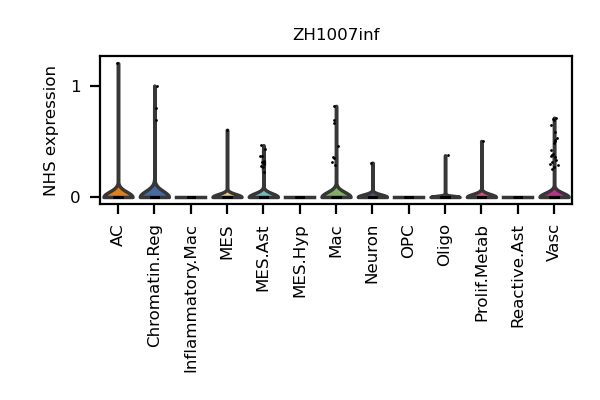 ZH1007inf
NHS expression
1
0
AC
Chromatin.Reg
Inflammatory.Mac
MES
MES.Ast
MES.Hyp
Mac
Neuron
OPC
Oligo
Prolif.Metab
Reactive.Ast
Vasc